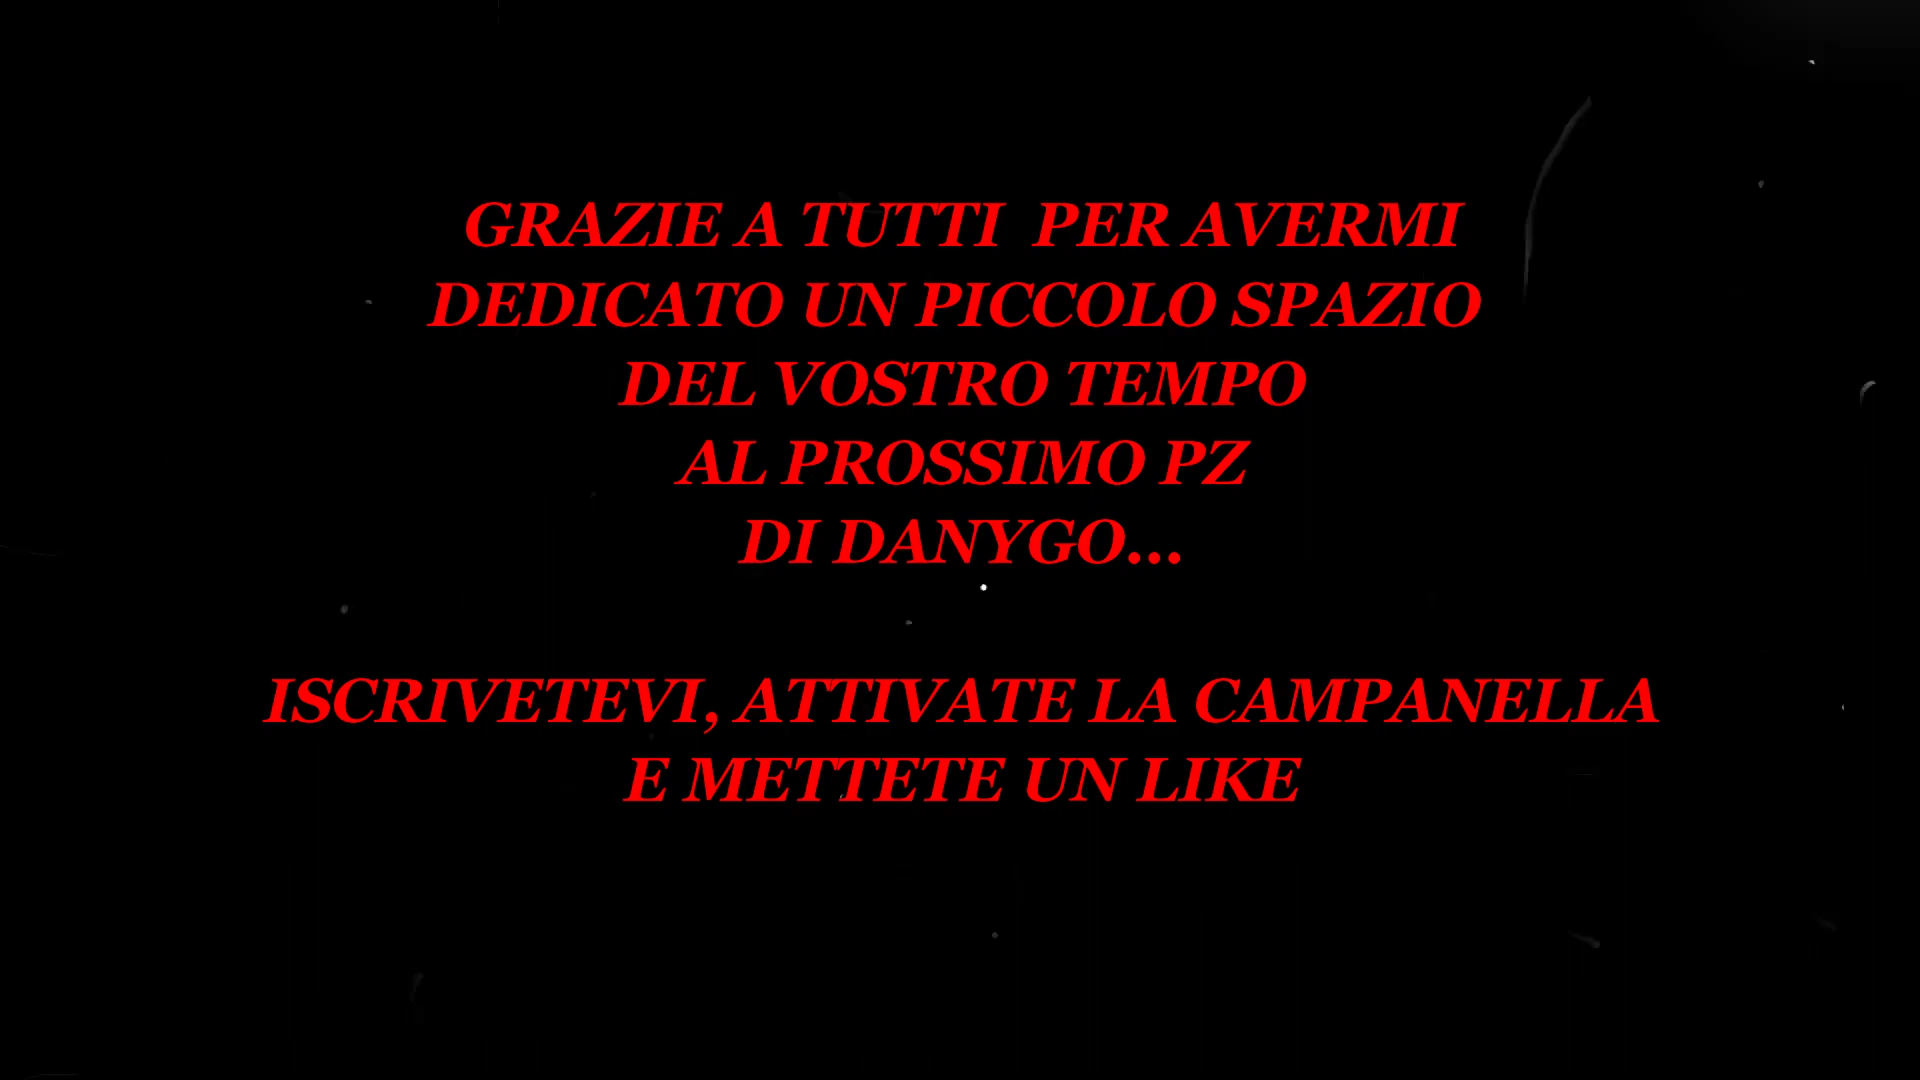 GRAZIE A TUTTI  PER AVERMI
DEDICATO UN PICCOLO SPAZIO
DEL VOSTRO TEMPO
AL PROSSIMO PZ
DI DANYGO...
ISCRIVETEVI, ATTIVATE LA CAMPANELLA
E METTETE UN LIKE